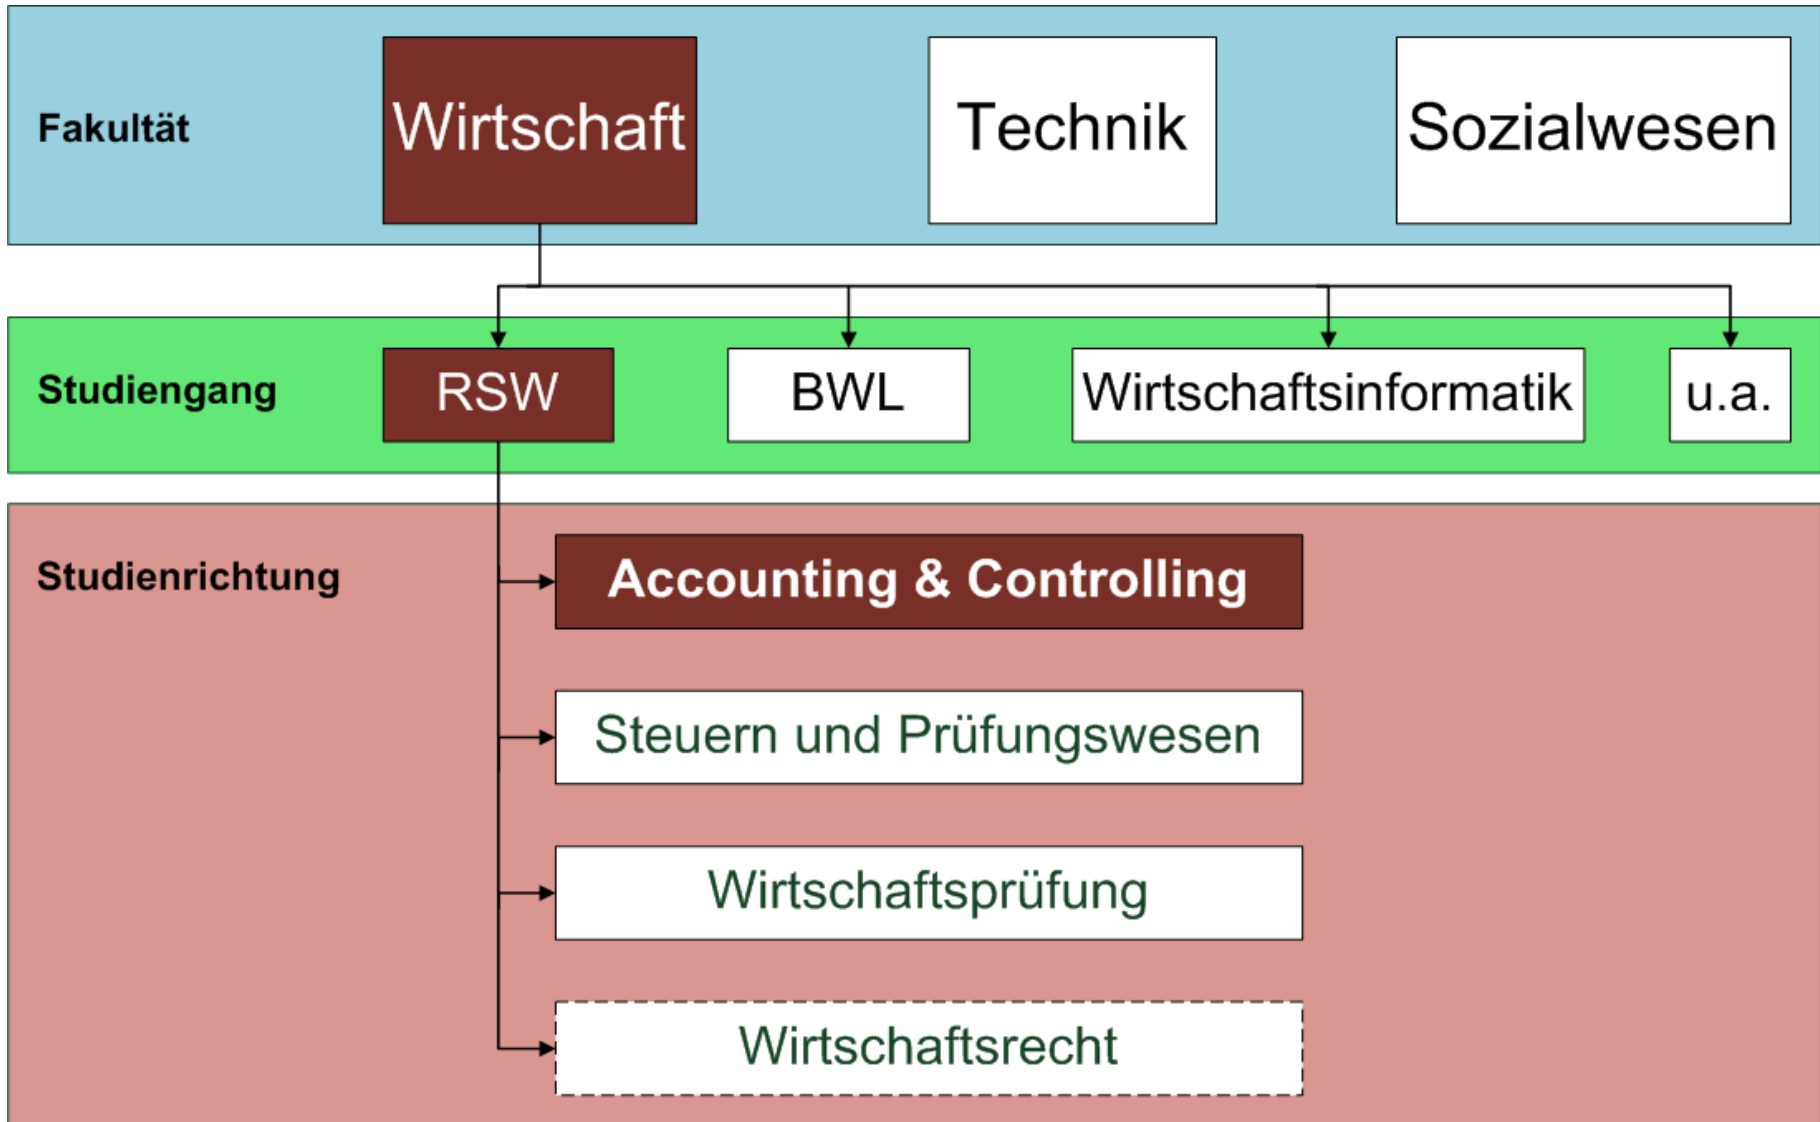 Fakultät
Wirtschaft
Technik
Sozialwesen
Studiengang
RSW
BWL
Wirtschaftsinformatik
u.a.
Studienrichtung
Accounting & Controlling
Steuern und Prüfungswesen
Wirtschaftsprüfung
Wirtschaftsrecht